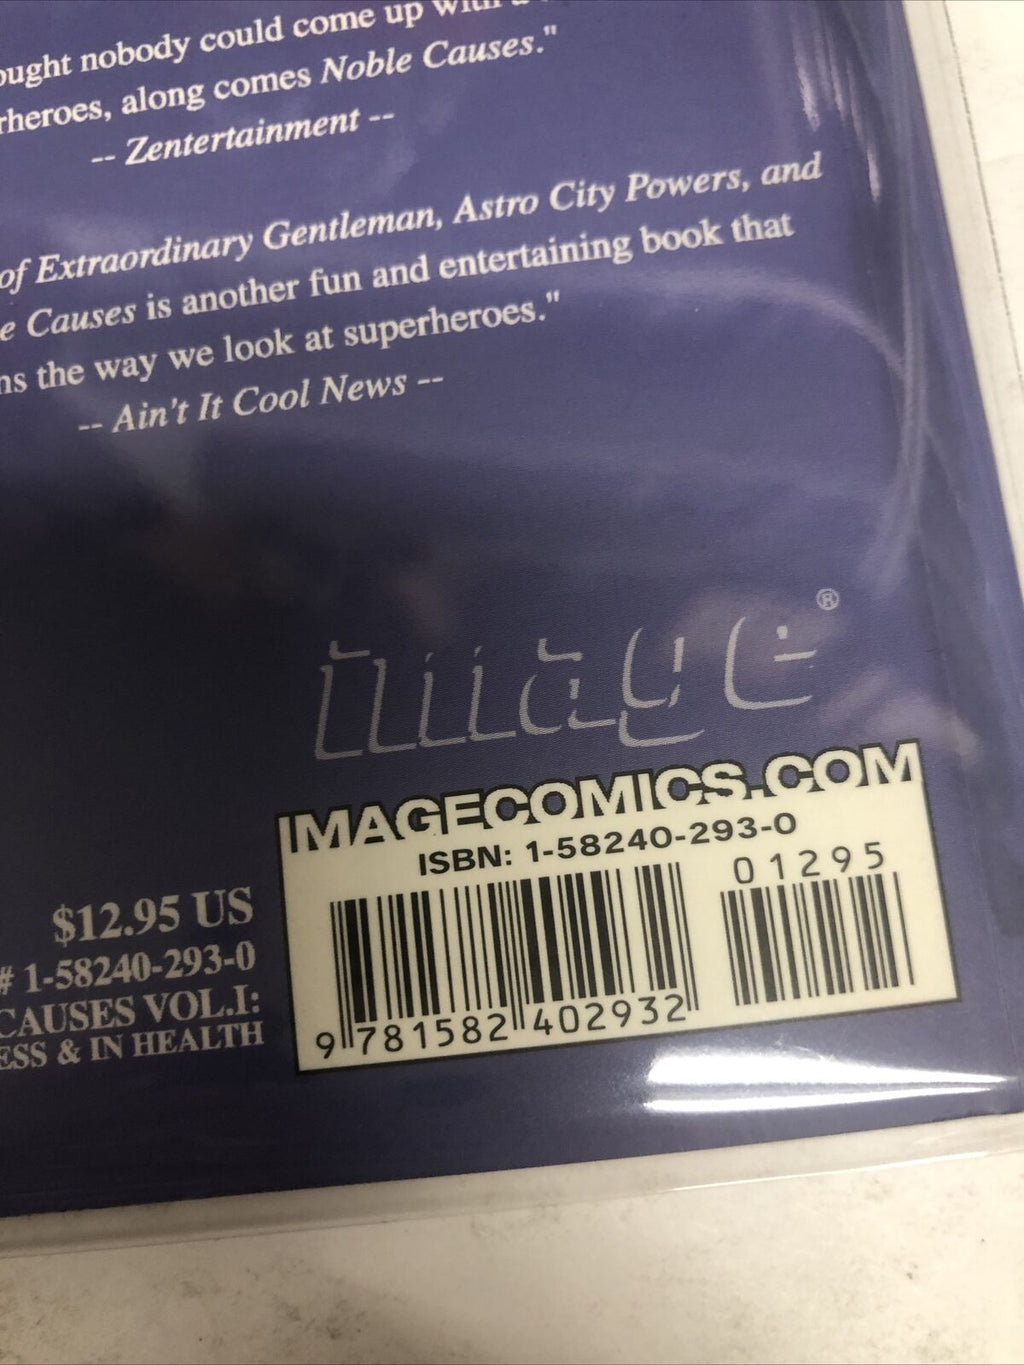 ought nobody could come up with a
rheroes, along comes Noble Causes."
-- Zentertainment --
of Extraordinary Gentleman, Astro City Powers, and
e Causes is another fun and entertaining book that
ns the way we look at superheroes."
-- Ain't It Cool News --
image®
IMAGECOMICS.COM
ISBN: 1-58240-293-0
01295
9 781582 402932
$12.95 US
# 1-58240-293-0
CAUSES VOL.I:
ESS & IN HEALTH